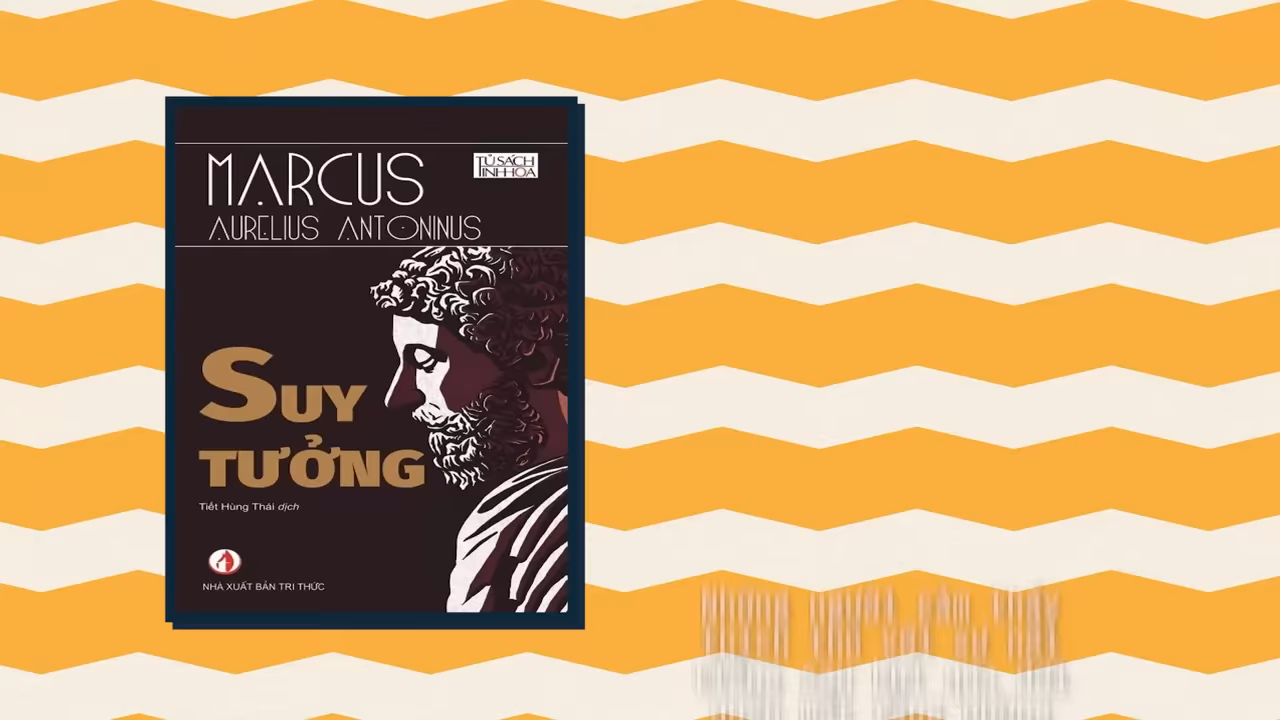 MARCUS
TỦ SÁCH
TINH HOA
AURELIUS ANTONINUS
SUY
TƯỞNG
Tiết Hùng Thái dịch
NHÀ XUẤT BẢN TRI THỨC